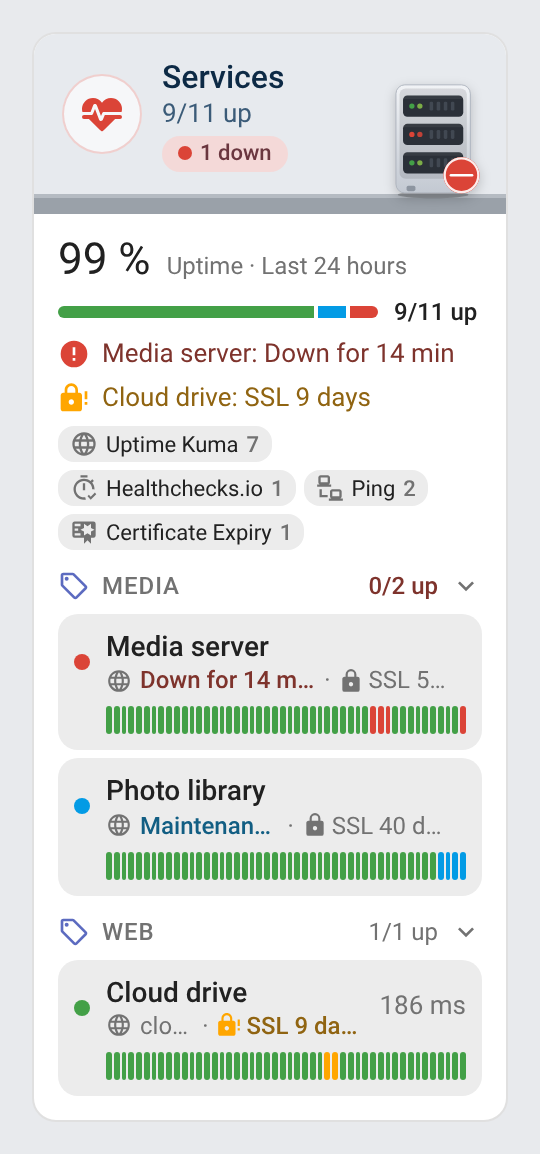 Services
9/11 up
1 down
99 % Uptime · Last 24 hours
9/11 up
Media server: Down for 14 min
Cloud drive: SSL 9 days
Uptime Kuma 7
Healthchecks.io 1 Ping 2
Certificate Expiry 1
MEDIA 0/2 up
Media server
Down for 14 m... · SSL 5...
Photo library
Maintenan... · SSL 40 d...
WEB 1/1 up
Cloud drive 186 ms
clo... · SSL 9 da...